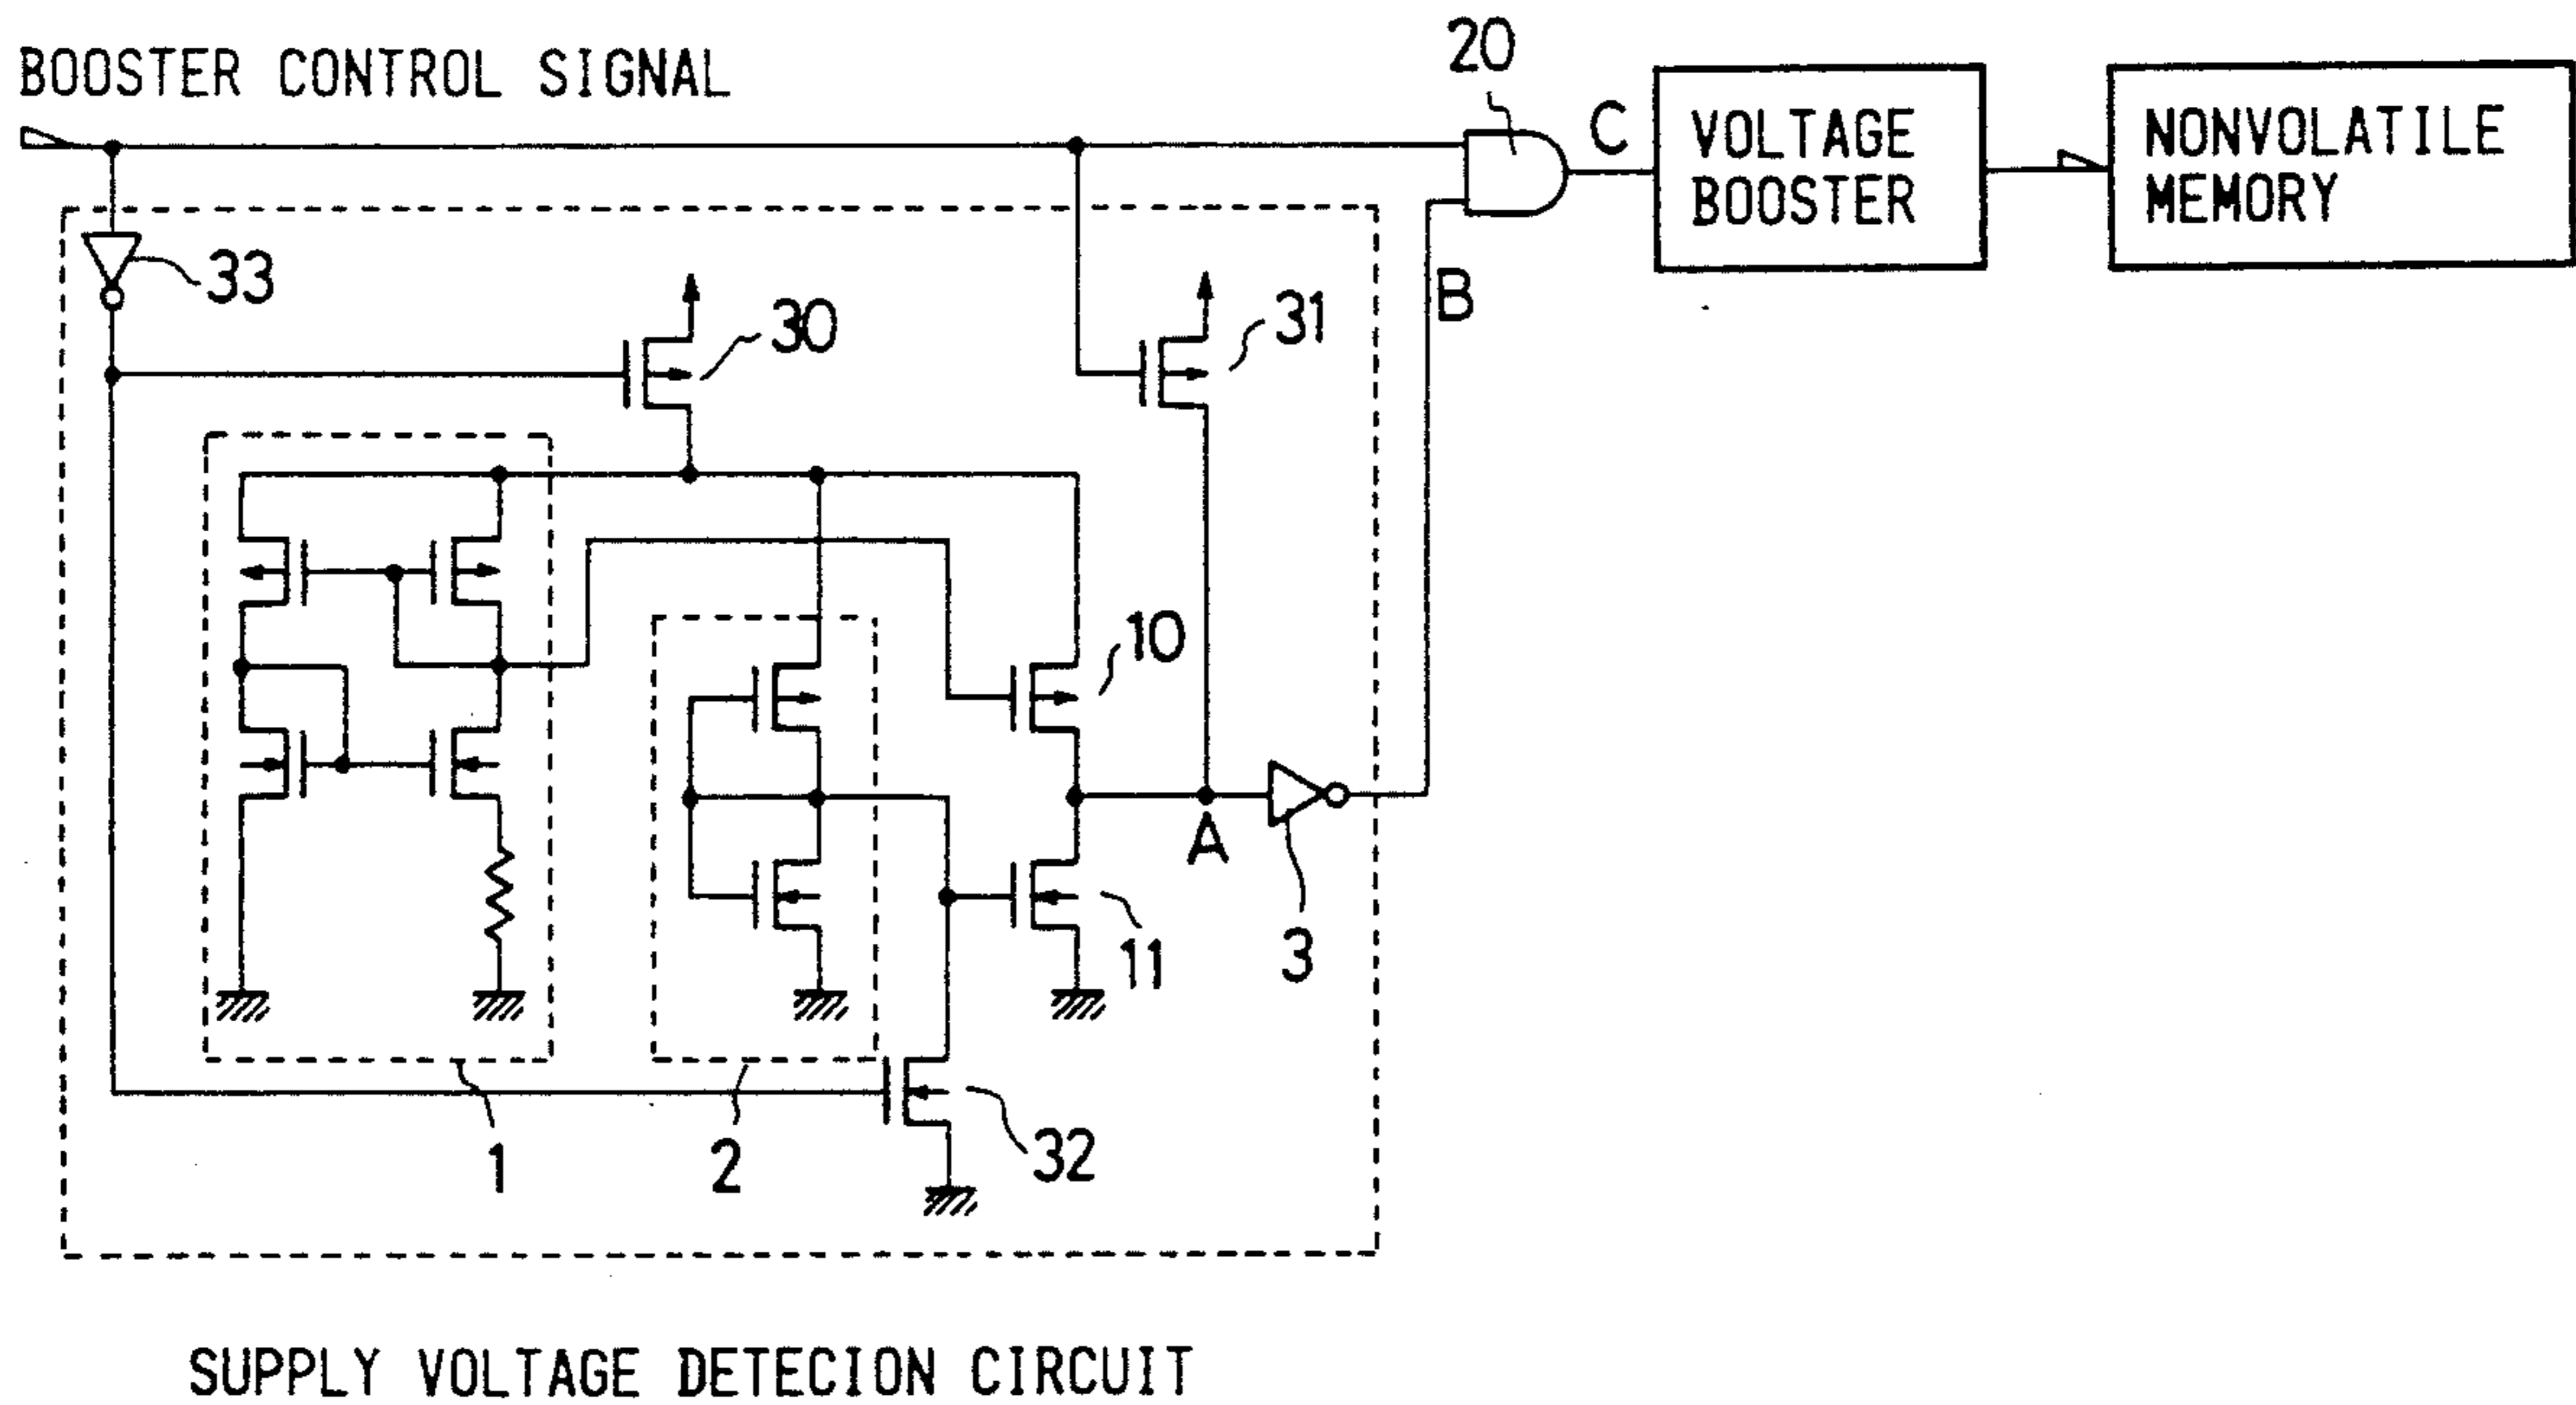 BOOSTER CONTROL SIGNAL
20
C
VOLTAGE
BOOSTER
NONVOLATILE
MEMORY
33
30
31
B
10
A
11
3
1
2
32
SUPPLY VOLTAGE DETECION CIRCUIT